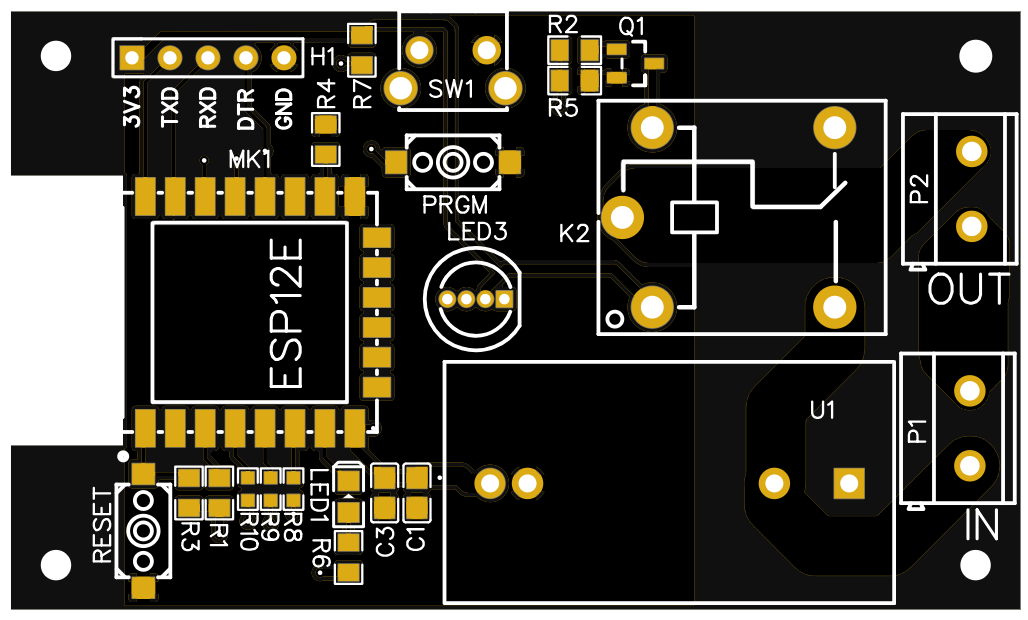 R2
Q1
H1
SW1
R4
R7
R5
3V3
TXD
RXD
DTR
GND
MK1
PRGM
LED3
K2
P2
OUT
ESP12E
U1
P1
IN
RESET
R3
R1
R10
R9
R8
LED1
R6
C3
C1